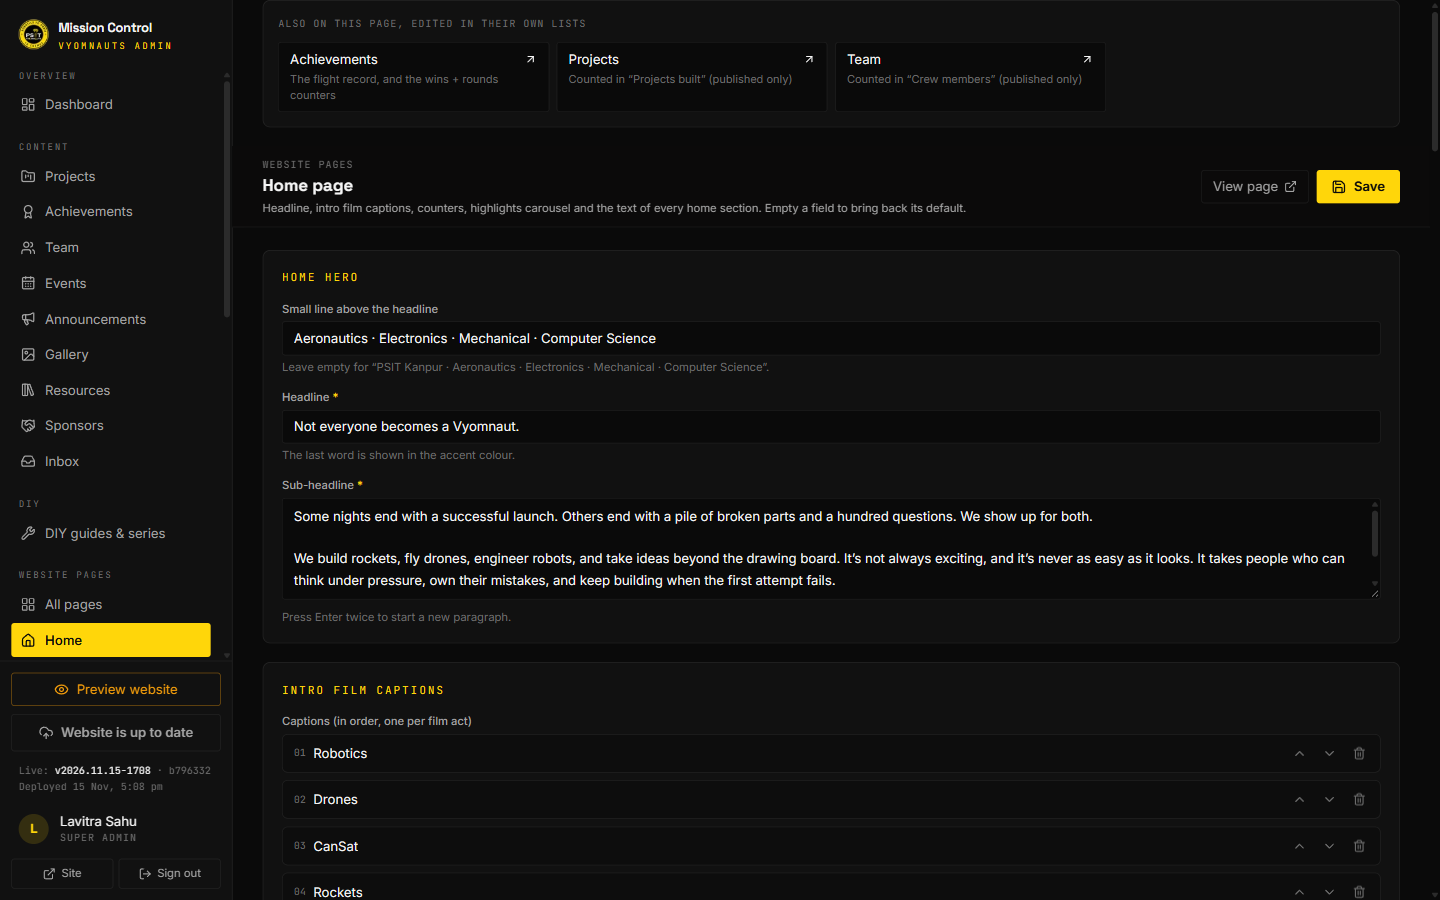 Mission Control
VYOMNAUTS ADMIN
OVERVIEW
Dashboard
CONTENT
Projects
Achievements
Team
Events
Announcements
Gallery
Resources
Sponsors
Inbox
DIY
DIY guides & series
WEBSITE PAGES
All pages
Home
Preview website
Website is up to date
Live: v2026.11.15-1708 · b796332
Deployed 15 Nov, 5:08 pm
L
Lavitra Sahu
SUPER ADMIN
Site
Sign out
ALSO ON THIS PAGE, EDITED IN THEIR OWN LISTS
Achievements
The flight record, and the wins + rounds
counters
Projects
Counted in “Projects built” (published only)
Team
Counted in “Crew members” (published only)
WEBSITE PAGES
Home page
Headline, intro film captions, counters, highlights carousel and the text of every home section. Empty a field to bring back its default.
View page
Save
HOME HERO
Small line above the headline
Aeronautics · Electronics · Mechanical · Computer Science
Leave empty for “PSIT Kanpur · Aeronautics · Electronics · Mechanical · Computer Science”.
Headline *
Not everyone becomes a Vyomnaut.
The last word is shown in the accent colour.
Sub-headline *
Some nights end with a successful launch. Others end with a pile of broken parts and a hundred questions. We show up for both.
We build rockets, fly drones, engineer robots, and take ideas beyond the drawing board. It’s not always exciting, and it’s never as easy as it looks. It takes people who can
think under pressure, own their mistakes, and keep building when the first attempt fails.
Press Enter twice to start a new paragraph.
INTRO FILM CAPTIONS
Captions (in order, one per film act)
01 Robotics
02 Drones
03 CanSat
04 Rockets